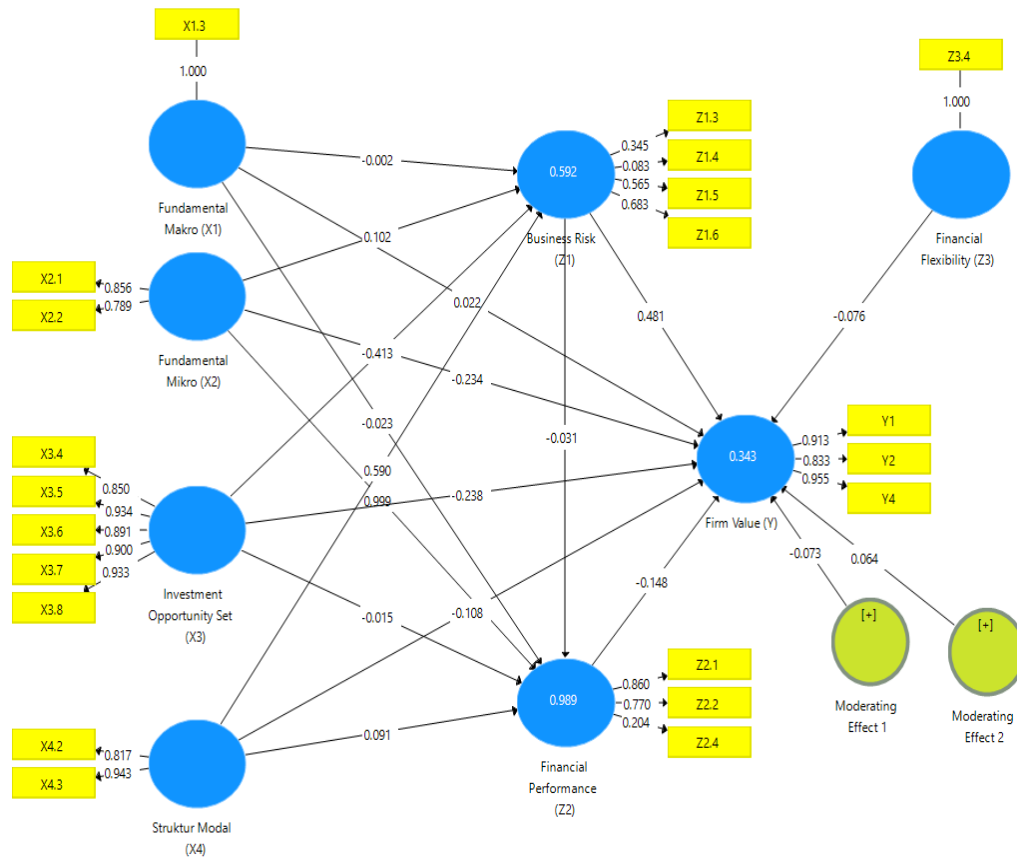 X1.3
1.000
Fundamental
Makro (X1)
X2.1
X2.2
0.856
0.789
Fundamental
Mikro (X2)
X3.4
X3.5
X3.6
X3.7
X3.8
0.850
0.934
0.891
0.900
0.933
Investment
Opportunity Set
(X3)
X4.2
X4.3
0.817
0.943
Struktur Modal
(X4)
-0.002
0.102
0.022
-0.413
-0.234
-0.023
0.590
0.999
-0.238
-0.015
-0.108
0.091
0.592
Business Risk
(Z1)
0.345
0.083
0.565
0.683
Z1.3
Z1.4
Z1.5
Z1.6
0.481
-0.031
-0.148
0.989
Financial
Performance
(Z2)
0.860
0.770
0.204
Z2.1
Z2.2
Z2.4
Z3.4
1.000
Financial
Flexibility (Z3)
-0.076
0.343
Firm Value (Y)
0.913
0.833
0.955
Y1
Y2
Y4
-0.073
0.064
[+]
Moderating
Effect 1
[+]
Moderating
Effect 2